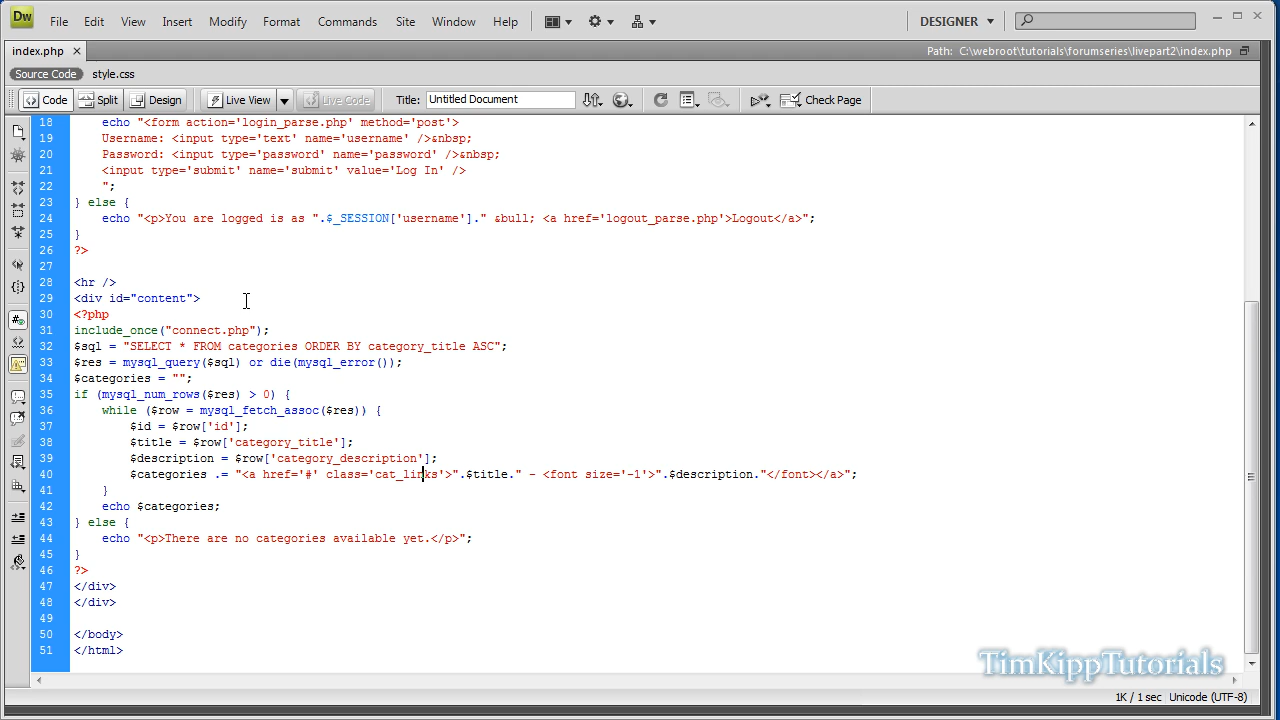 Dw File Edit View Insert Modify Format Commands Site Window Help DESIGNER
index.php Path: C:\webroot\tutorials\forumseries\livepart2\index.php
Source Code style.css
Code Split Design Live View Live Code Title: Untitled Document Check Page
18 echo "<form action='login_parse.php' method='post'>
19 Username: <input type='text' name='username' />&nbsp;
20 Password: <input type='password' name='password' />&nbsp;
21 <input type='submit' name='submit' value='Log In' />
22 ";
23 } else {
24 echo "<p>You are logged is as ".$_SESSION['username']." &bull; <a href='logout_parse.php'>Logout</a>";
25 }
26 ?>
27
28 <hr />
29 <div id="content">
30 <?php
31 include_once("connect.php");
32 $sql = "SELECT * FROM categories ORDER BY category_title ASC";
33 $res = mysql_query($sql) or die(mysql_error());
34 $categories = "";
35 if (mysql_num_rows($res) > 0) {
36 while ($row = mysql_fetch_assoc($res)) {
37 $id = $row['id'];
38 $title = $row['category_title'];
39 $description = $row['category_description'];
40 $categories .= "<a href='#' class='cat_links'>".$title." - <font size='-1'>".$description."</font></a>";
41 }
42 echo $categories;
43 } else {
44 echo "<p>There are no categories available yet.</p>";
45 }
46 ?>
47 </div>
48 </div>
49
50 </body>
51 </html>
TimKippTutorials
1K / 1 sec Unicode (UTF-8)